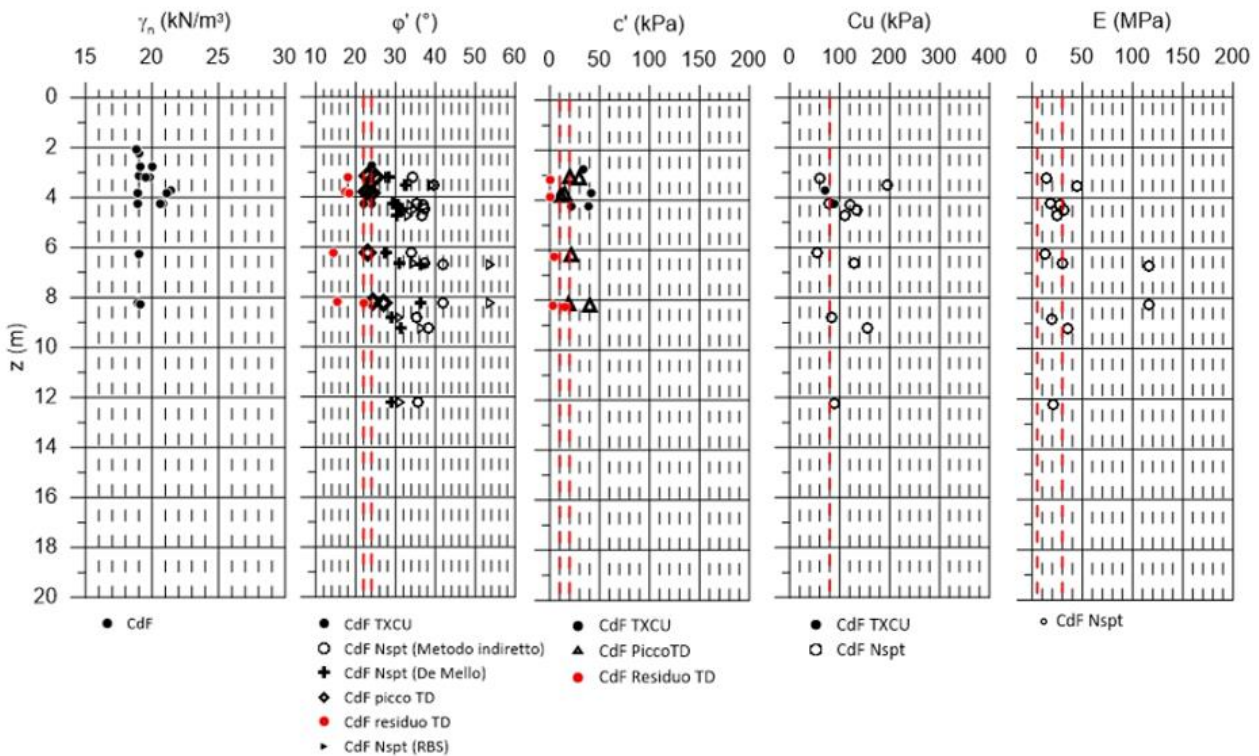 γn (kN/m³) φ' (°) c' (kPa) Cu (kPa) E (MPa)
15 20 25 30 10 20 30 40 50 60 0 50 100 150 200 0 100 200 300 400 0 50 100 150 200
0
2
4
6
8
z (m)
10
12
14
16
18
20
CdF
CdF TXCU
CdF Nspt (Metodo indiretto)
CdF Nspt (De Mello)
CdF picco TD
CdF residuo TD
CdF Nspt (RBS)
CdF TXCU
CdF PiccoTD
CdF Residuo TD
CdF TXCU
CdF Nspt
CdF Nspt